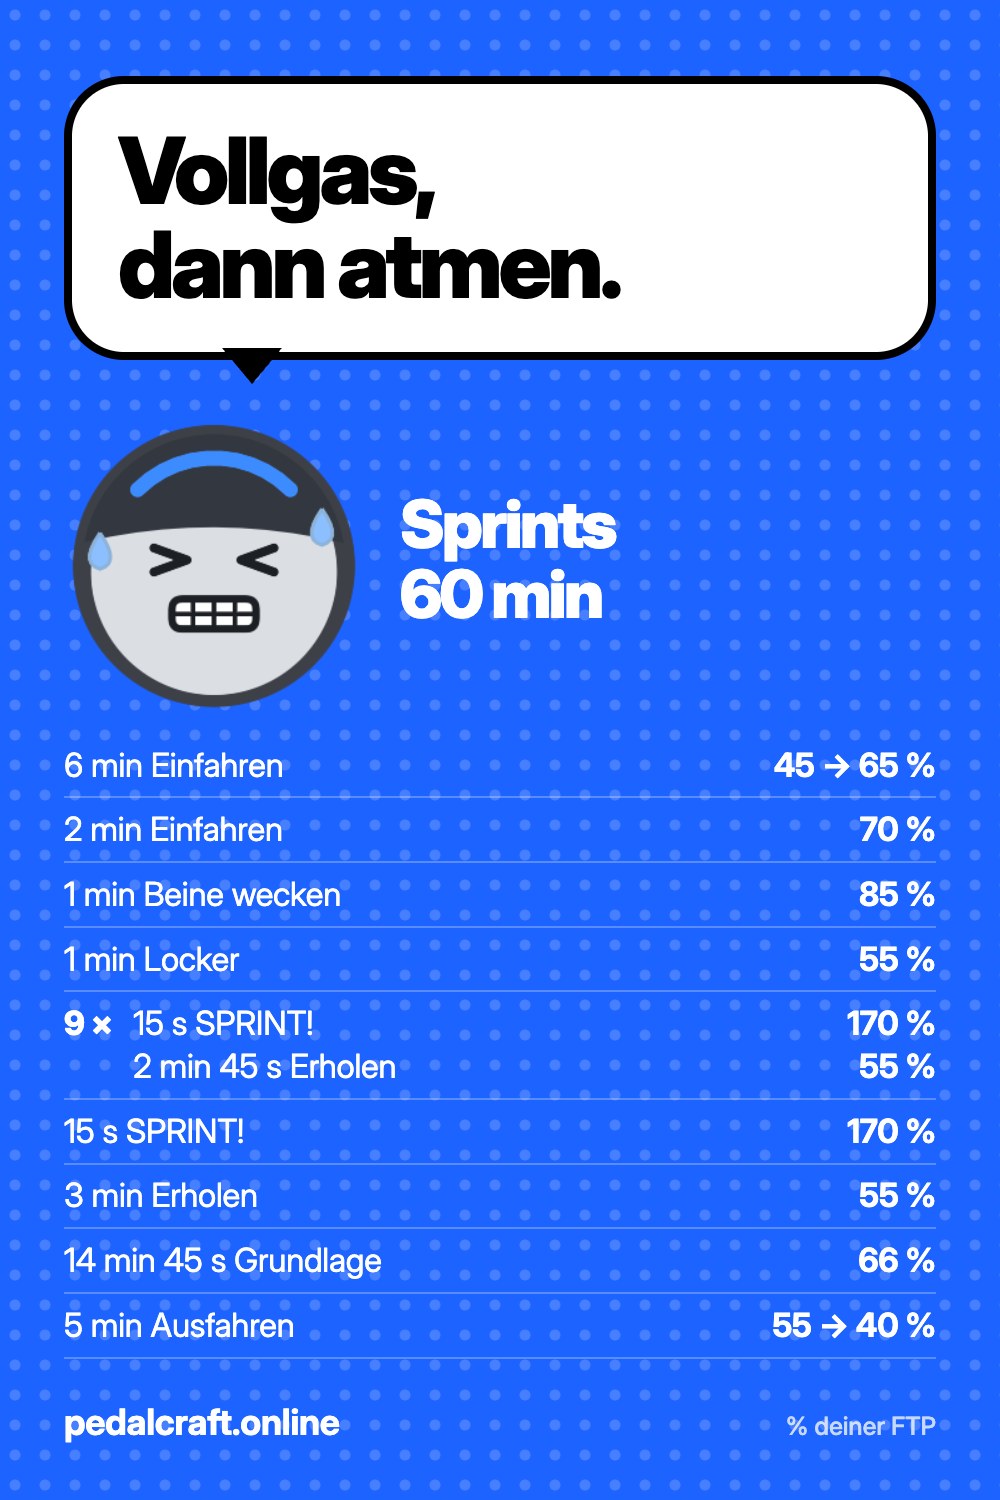 Vollgas,
dann atmen.
Sprints
60 min
6 min Einfahren 45 → 65 %
2 min Einfahren 70 %
1 min Beine wecken 85 %
1 min Locker 55 %
9 × 15 s SPRINT! 170 %
2 min 45 s Erholen 55 %
15 s SPRINT! 170 %
3 min Erholen 55 %
14 min 45 s Grundlage 66 %
5 min Ausfahren 55 → 40 %
pedalcraft.online % deiner FTP